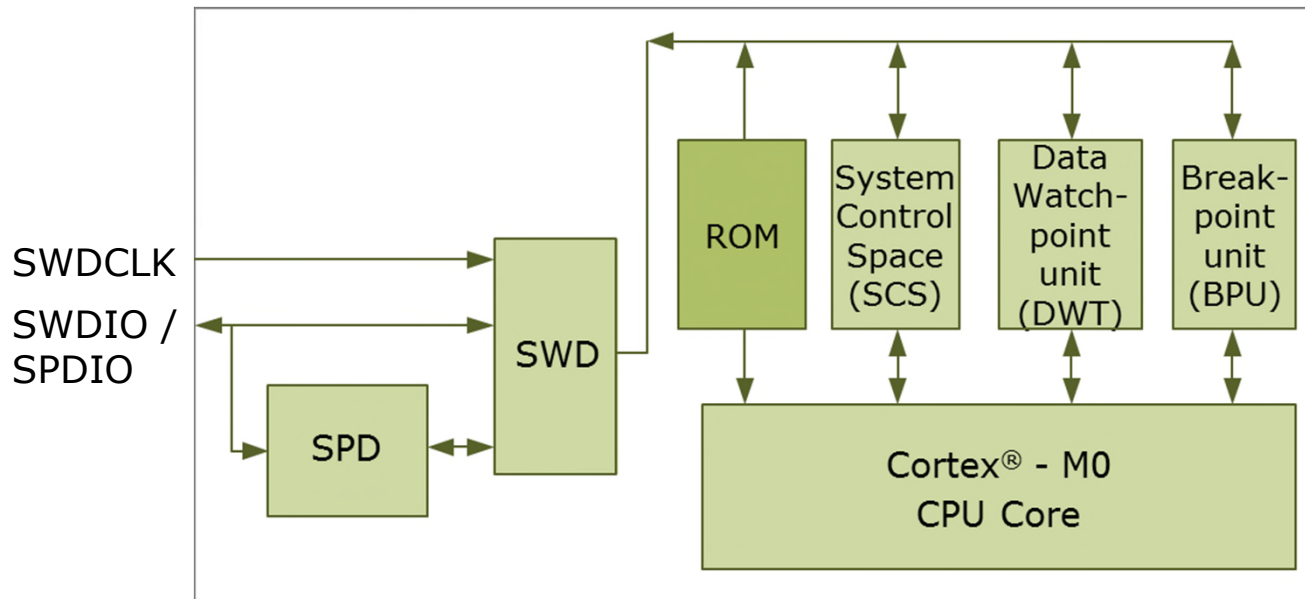 SWDCLK
SWDIO /
SPDIO
SPD
SWD
ROM
System
Control
Space
(SCS)
Data
Watch-
point
unit
(DWT)
Break-
point
unit
(BPU)
Cortex® - M0
CPU Core